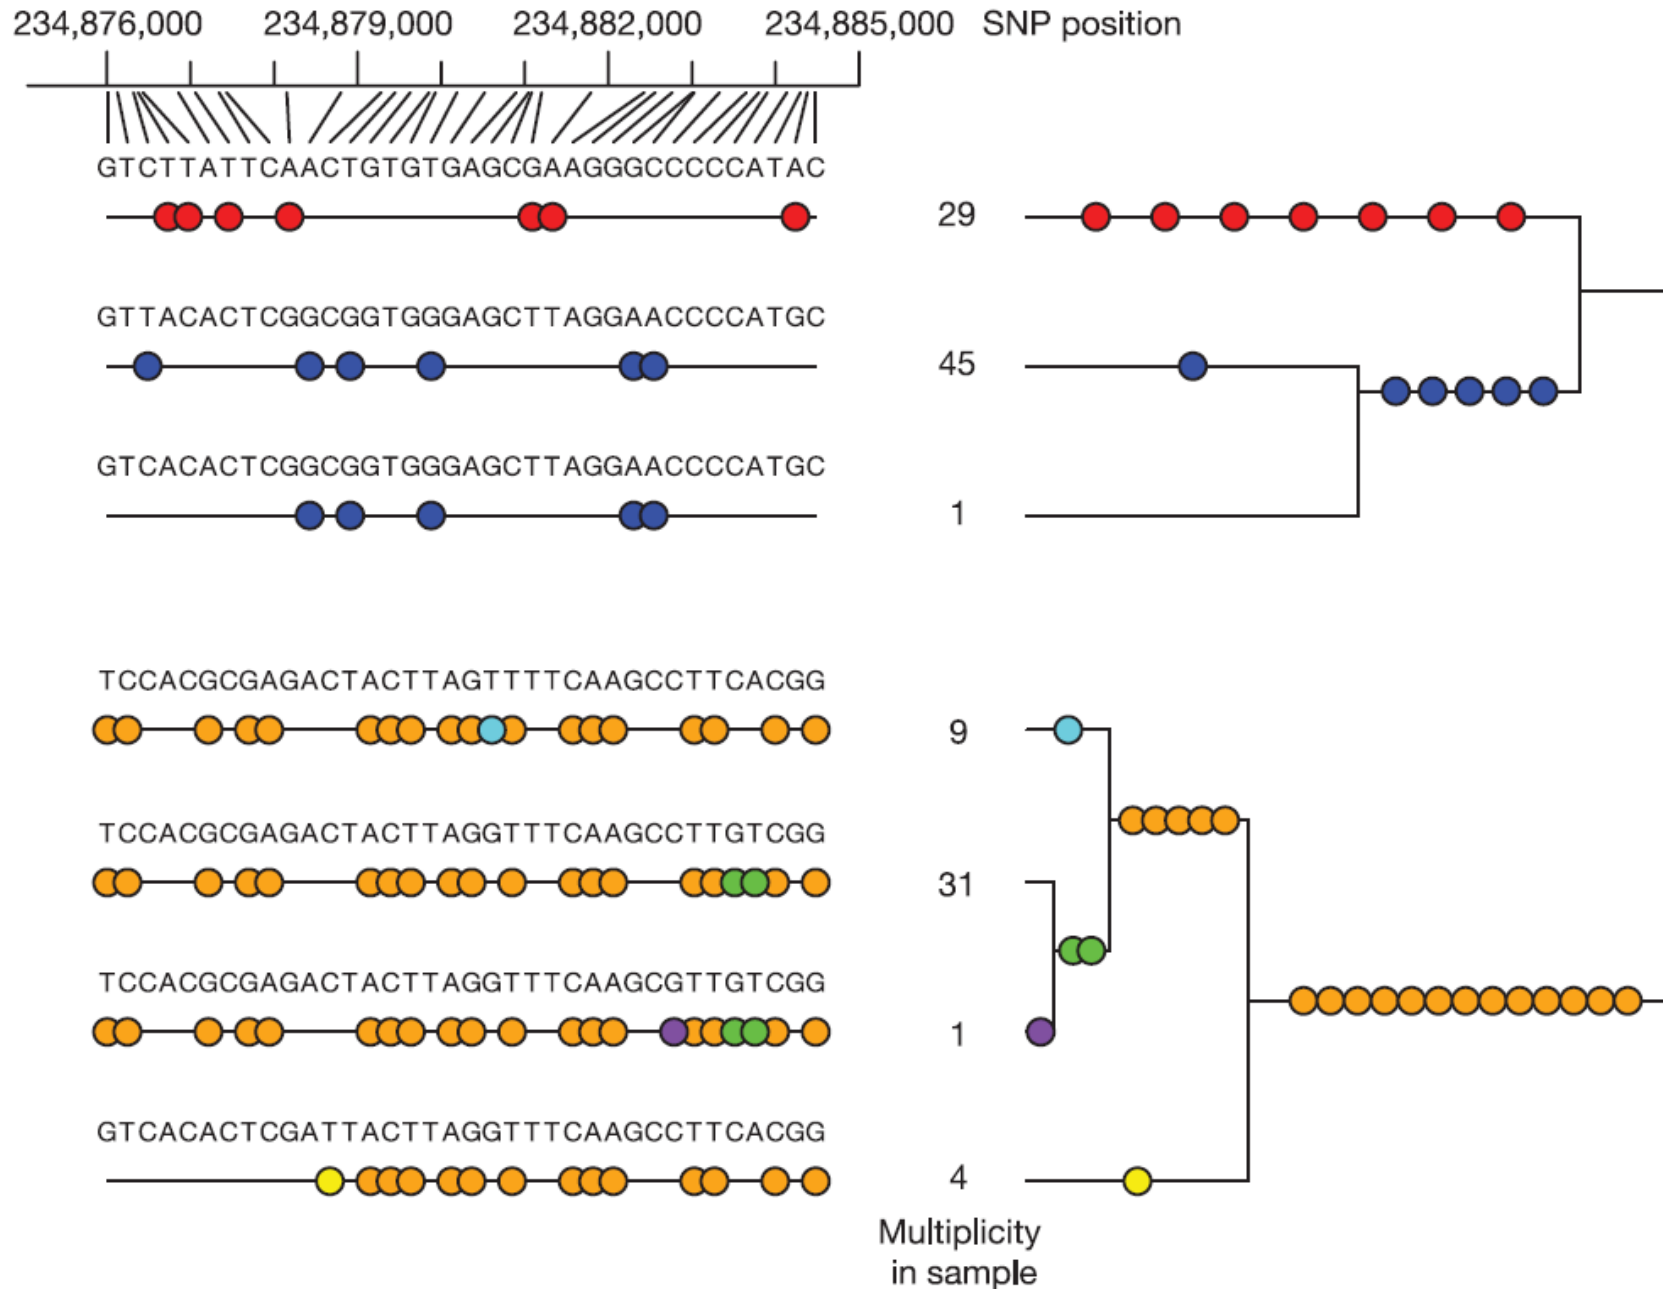 234,876,000 234,879,000 234,882,000 234,885,000 SNP position
GTCTTATTCAACTGTGTGAGCGAAGGGCCCCCATAC
29
GTTACACTCGGCGGTGGGAGCTTAGGAACCCCATGC
45
GTCACACTCGGCGGTGGGAGCTTAGGAACCCCATGC
1
TCCACGCGAGACTACTTAGTTTTCAAGCCTTCACGG
9
TCCACGCGAGACTACTTAGGTTTCAAGCCTTGTCGG
31
TCCACGCGAGACTACTTAGGTTTCAAGCGTTGTCGG
1
GTCACACTCGATTACTTAGGTTTCAAGCCTTCACGG
4
Multiplicity
in sample